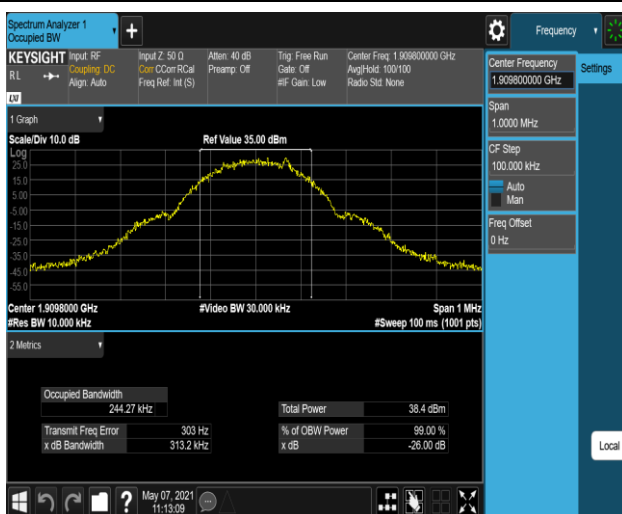 Spectrum Analyzer 1
Occupied BW
Frequency
KEYSIGHT
R L
LXI
Input: RF
Coupling: DC
Align: Auto
Input Z: 50 Ω
Corr CCorr RCal
Freq Ref: Int (S)
Atten: 40 dB
Preamp: Off
Trig: Free Run
Gate: Off
#IF Gain: Low
Center Freq: 1.909800000 GHz
Avg|Hold: 100/100
Radio Std: None
Center Frequency
1.909800000 GHz
Settings
Span
1.0000 MHz
CF Step
100.000 kHz
Auto
Man
Freq Offset
0 Hz
Local
1 Graph
Scale/Div 10.0 dB
Ref Value 35.00 dBm
Log
25.0
15.0
5.00
-5.00
-15.0
-25.0
-35.0
-45.0
-55.0
Center 1.9098000 GHz
#Video BW 30.000 kHz
Span 1 MHz
#Res BW 10.000 kHz
#Sweep 100 ms (1001 pts)
2 Metrics
Occupied Bandwidth
244.27 kHz
Total Power 38.4 dBm
Transmit Freq Error 303 Hz
% of OBW Power 99.00 %
x dB Bandwidth 313.2 kHz
x dB -26.00 dB
?
May 07, 2021
11:13:09